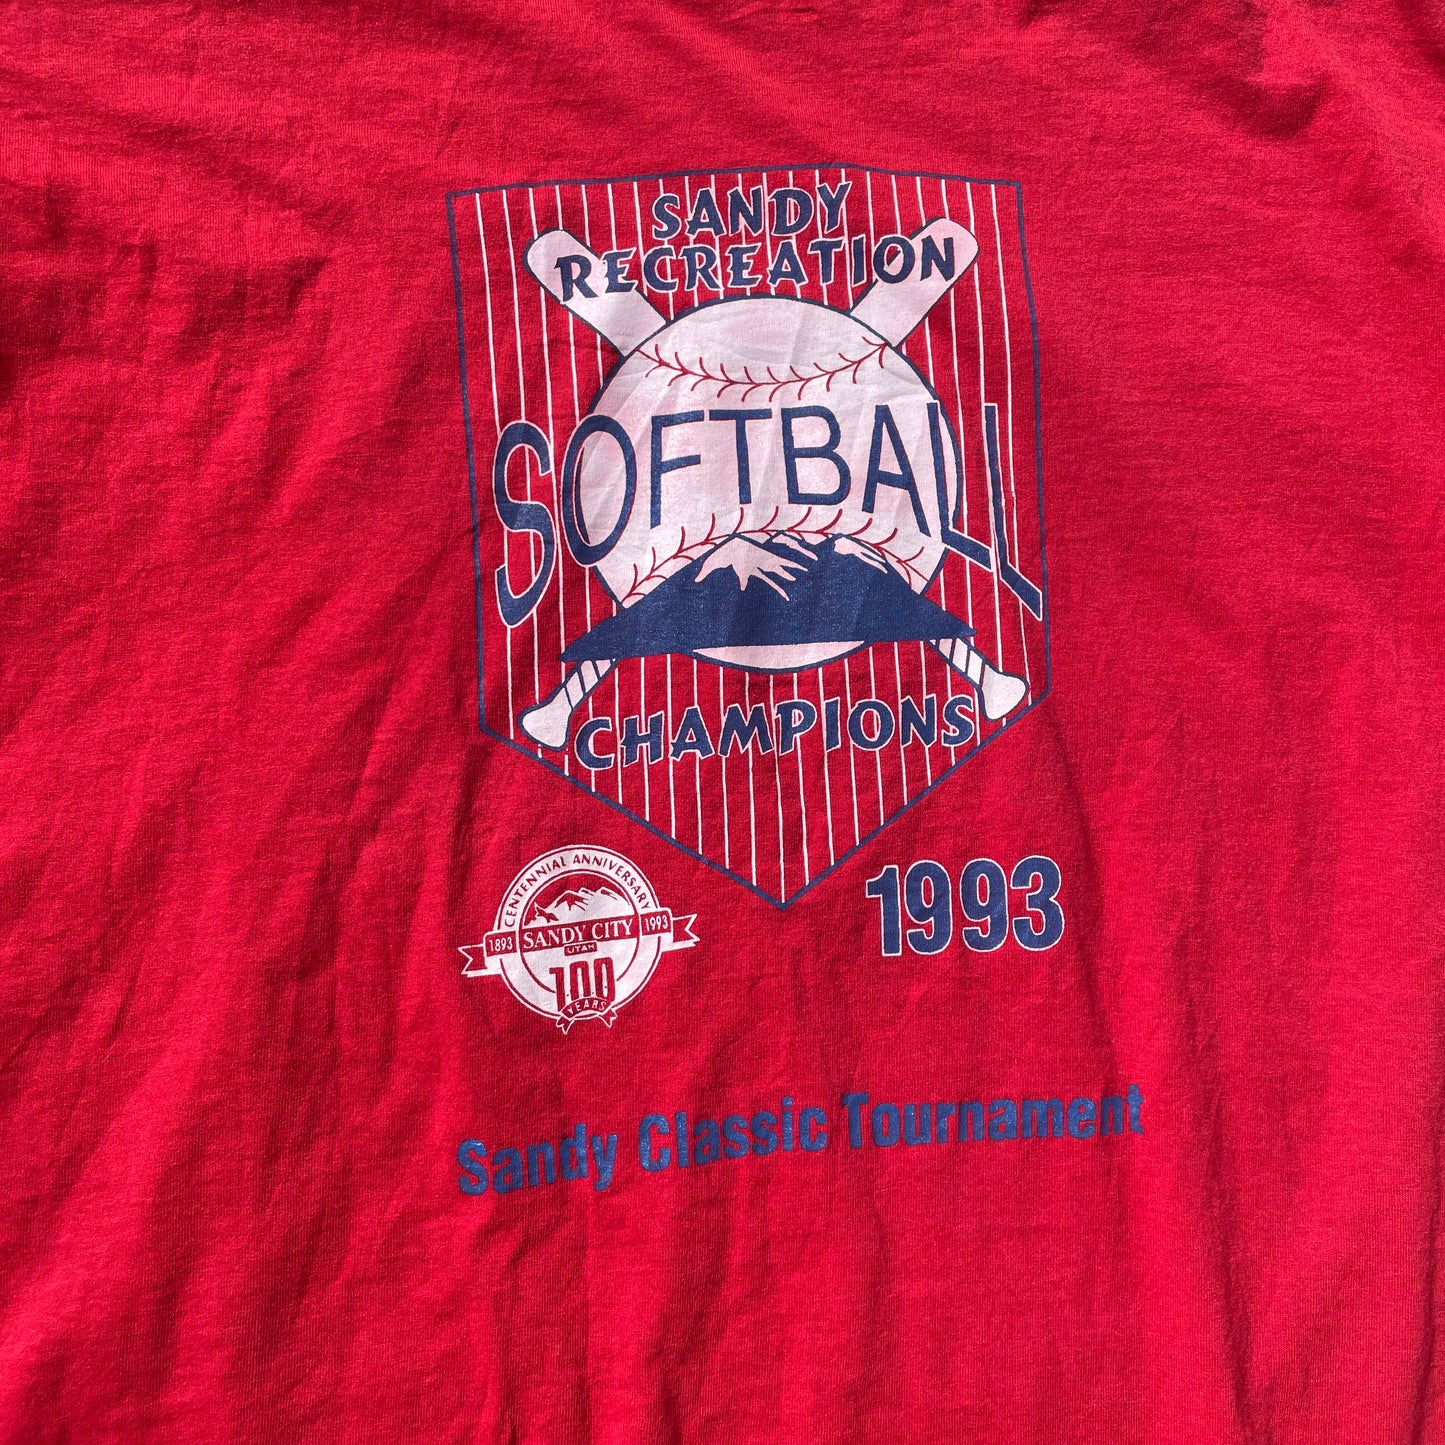 SANDY
RECREATION
SOFTBALL
CHAMPIONS
1993
CENTENNIAL ANNIVERSARY
1893 SANDY CITY 1993
UTAH
100
YEARS
Sandy Classic Tournament